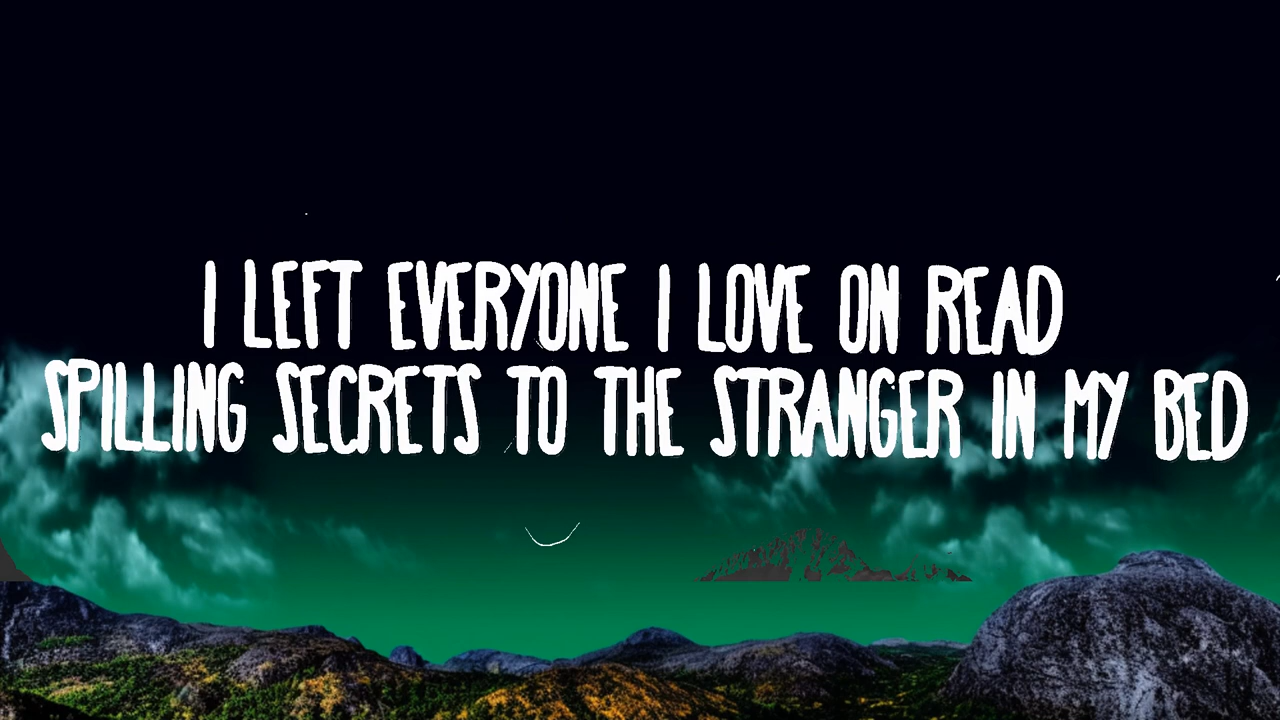 I LEFT EVERYONE I LOVE ON READ
SPILLING SECRETS TO THE STRANGER IN MY BED